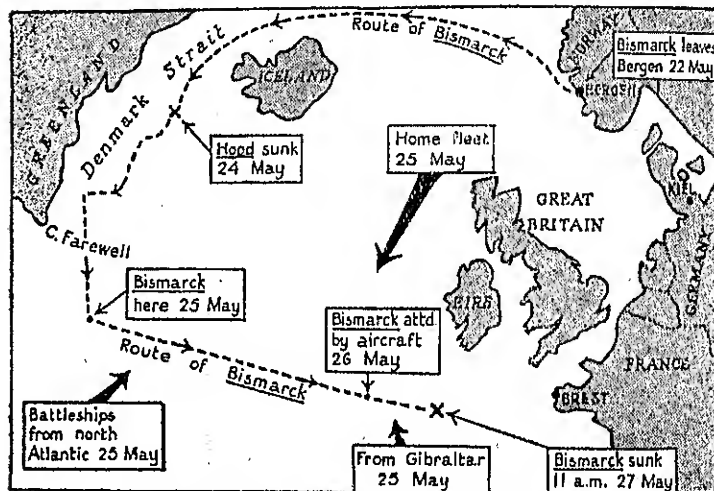 Route of Bismarck
NORWAY
Bismarck leaves
Bergen 22 May
BERGEN
ICELAND
GREENLAND
Denmark Strait
Hood sunk
24 May
Home fleet
25 May
KIEL
GREAT
BRITAIN
GERMANY
C. Farewell
Bismarck
here 25 May
EIRE
Bismarck attd.
by aircraft
26 May
Route of Bismarck
FRANCE
BREST
Battleships
from north
Atlantic 25 May
From Gibraltar
25 May
Bismarck sunk
11 a.m. 27 May